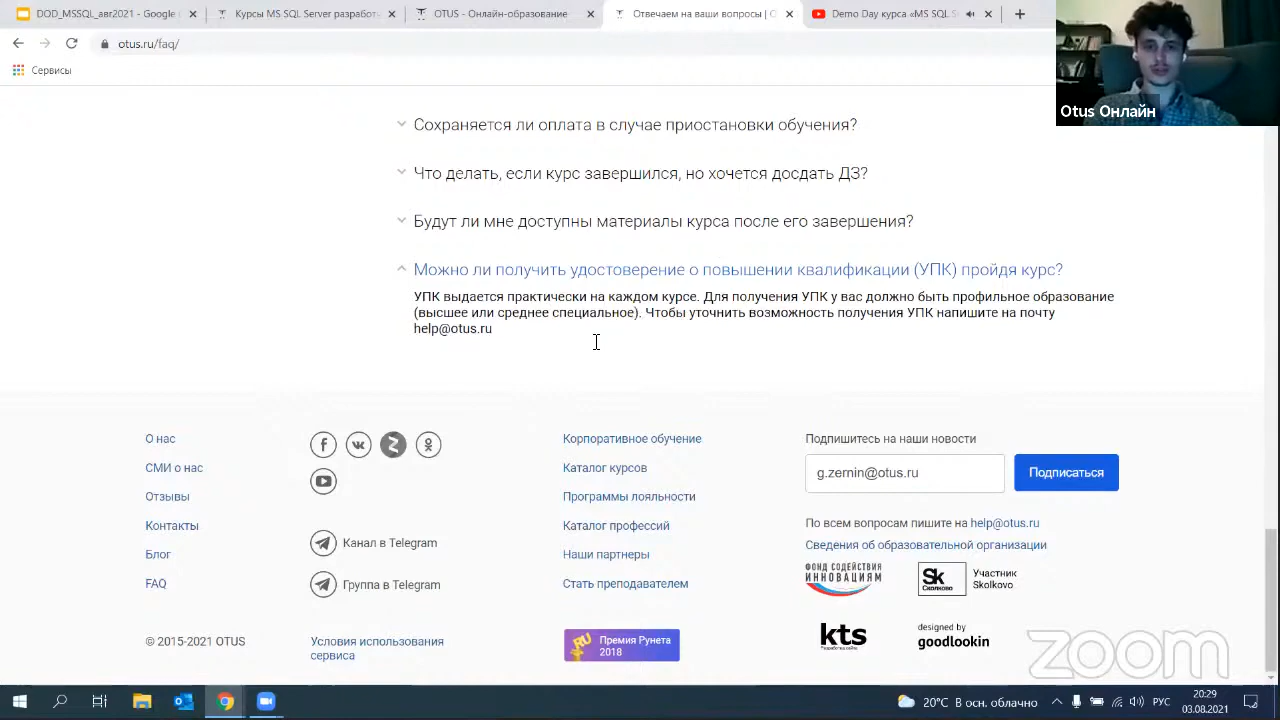 DOD_MSSQL_авг2021 - Google
Курсы MS SQL Server разработ
OTUS - Онлайн-образование
Отвечаем на ваши вопросы | O
Demo Day курса «MS SQL S
otus.ru/faq/
Сервисы
Otus Онлайн
Сохраняется ли оплата в случае приостановки обучения?
Что делать, если курс завершился, но хочется досдать ДЗ?
Будут ли мне доступны материалы курса после его завершения?
Можно ли получить удостоверение о повышении квалификации (УПК) пройдя курс?
УПК выдается практически на каждом курсе. Для получения УПК у вас должно быть профильное образование
(высшее или среднее специальное). Чтобы уточнить возможность получения УПК напишите на почту
help@otus.ru
О нас
СМИ о нас
Отзывы
Контакты
Блог
FAQ
© 2015-2021 OTUS
Канал в Telegram
Группа в Telegram
Условия использования
сервиса
Корпоративное обучение
Каталог курсов
Программы лояльности
Каталог профессий
Наши партнеры
Стать преподавателем
Премия Рунета
2018
Подпишитесь на наши новости
g.zernin@otus.ru
Подписаться
По всем вопросам пишите на help@otus.ru
Сведения об образовательной организации
ФОНД СОДЕЙСТВИЯ
ИННОВАЦИЯМ
Sk
Сколково
Участник
Skolkovo
kts
designed by
goodlookin
zoom
20°C В осн. облачно
РУС
20:29
03.08.2021